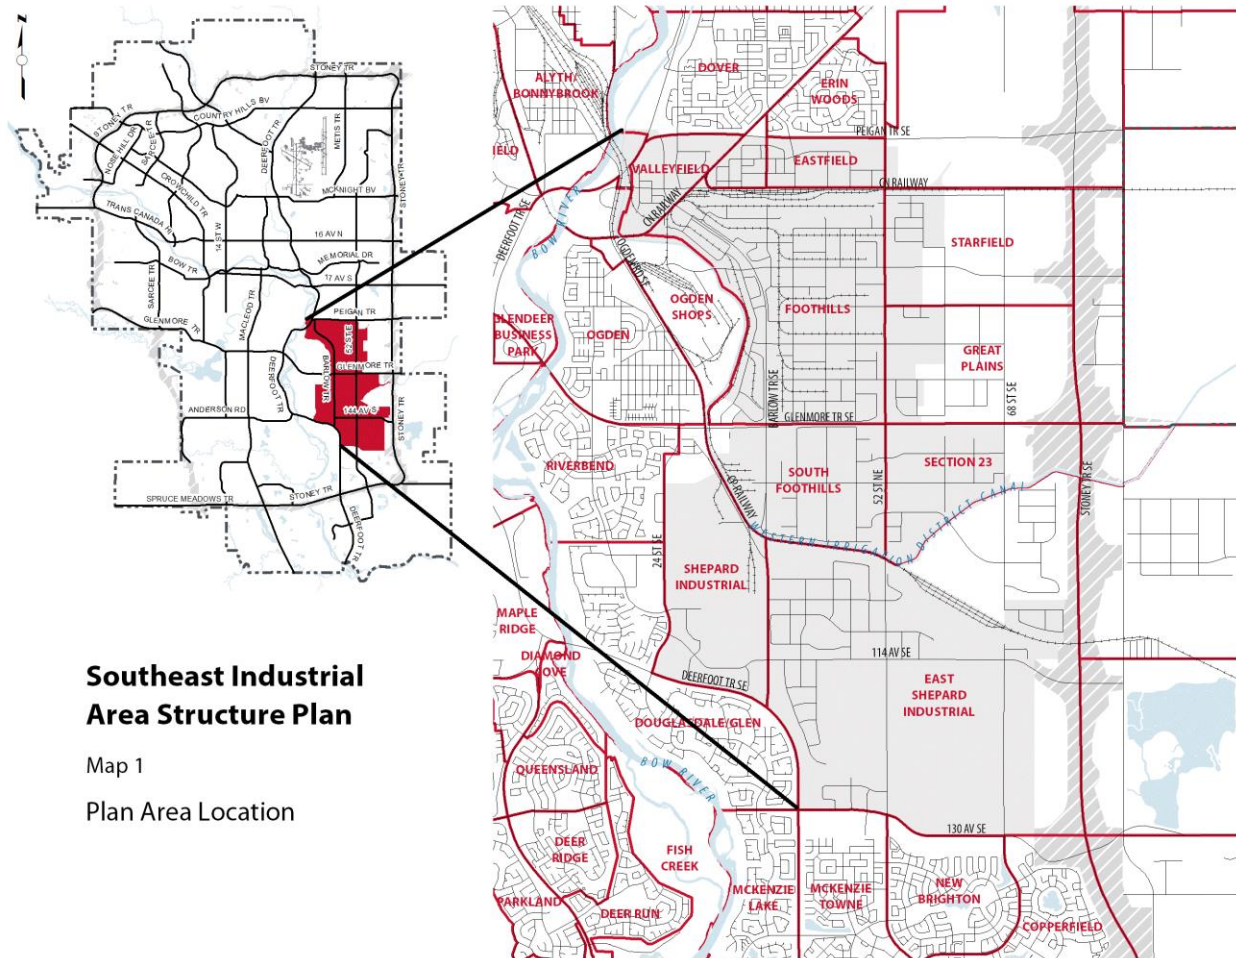 N
STONEY TR
COUNTRY HILLS BV
STONEY TR
SARCEE TR
NOSE HILL DR
DEERFOOT TR
METIS TR
CROWCHILD TR
MCKNIGHT BV
STONEY TR
TRANS CANADA HI
14 ST W
16 AV N
BOW TR
MEMORIAL DR
17 AV S
SARCEE TR
GLENMORE TR
MACLEOD TR
PEIGAN TR
62 ST E
BARLOW TR
GLENMORE TR
DEERFOOT TR
ANDERSON RD
144 AV S
STONEY TR
SPRUCE MEADOWS TR
STONEY TR
DEERFOOT TR
Southeast Industrial
Area Structure Plan
Map 1
Plan Area Location
ALYTH/
BONNYBROOK
DOVER
ERIN
WOODS
PEIGAN TR SE
IELD
VALLEYFIELD
EASTFIELD
CN RAILWAY
CN RAILWAY
DEERFOOT TR SE
BOW RIVER
OGDEN RD SE
STARFIELD
OGDEN
SHOPS
FOOTHILLS
GLENDEER
BUSINESS
PARK
OGDEN
GREAT
PLAINS
BARLOW TR SE
68 ST SE
GLENMORE TR SE
RIVERBEND
SOUTH
FOOTHILLS
SECTION 23
CP RAILWAY
52 ST NE
STONEY TR SE
WESTERN IRRIGATION DISTRICT CANAL
24 ST SE
SHEPARD
INDUSTRIAL
MAPLE
RIDGE
DIAMOND
COVE
114 AV SE
DEERFOOT TR SE
EAST
SHEPARD
INDUSTRIAL
DOUGLASDALE/GLEN
QUEENSLAND
BOW RIVER
130 AV SE
DEER
RIDGE
FISH
CREEK
PARKLAND
DEER RUN
MCKENZIE
LAKE
MCKENZIE
TOWNE
NEW
BRIGHTON
COPPERFIELD